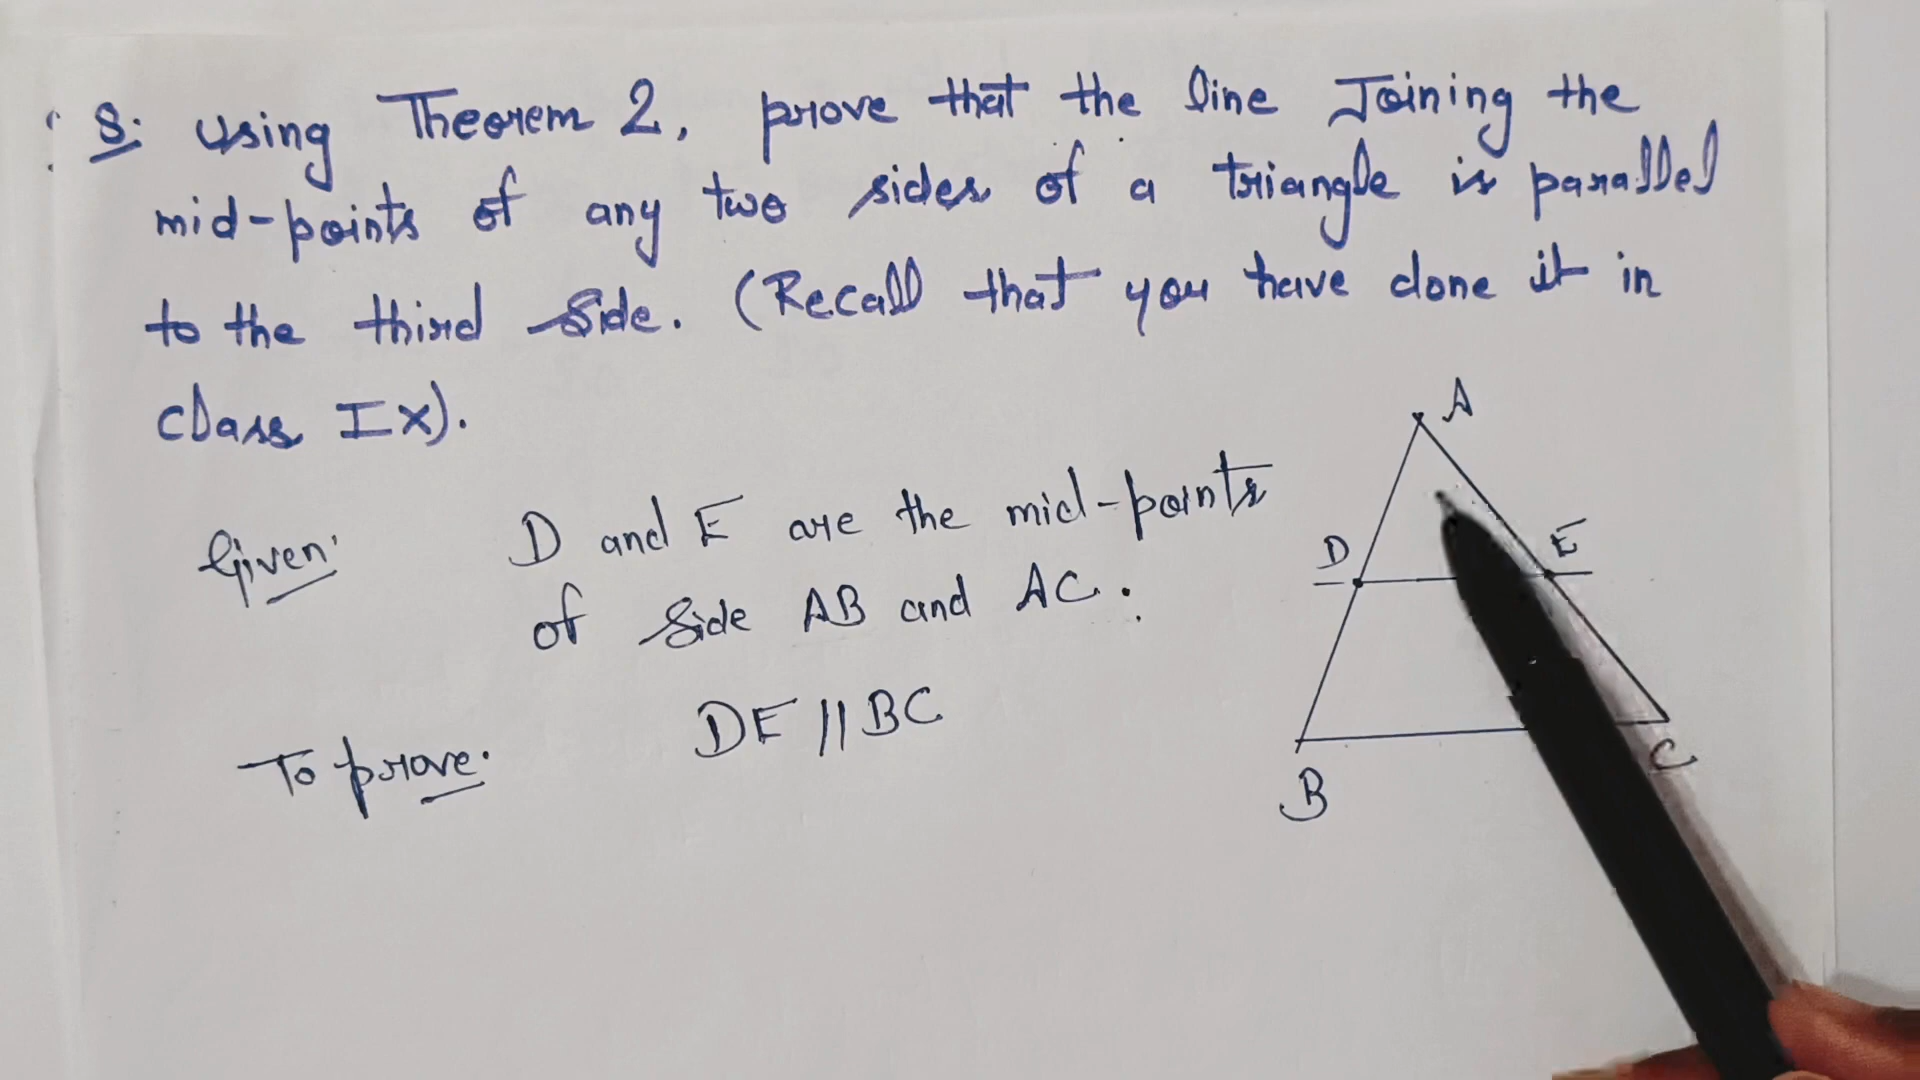 8. Using Theorem 2, prove that the line Joining the
mid-points of any two sides of a triangle is parallel
to the third Side. (Recall that you have done it in
class IX).
Given: D and E are the mid-points
of Side AB and AC.
To prove: DE || BC
A
D
E
B
C